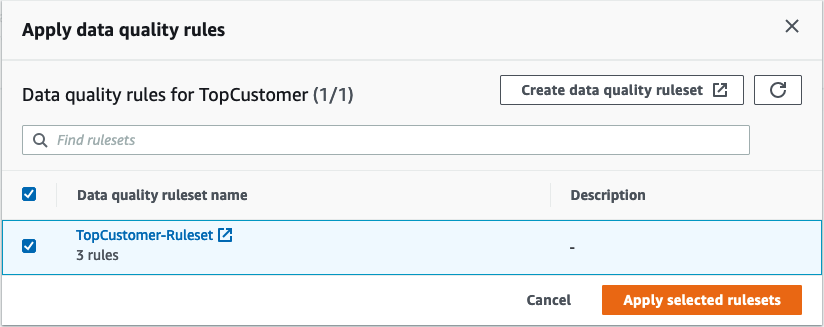 Apply data quality rules
Data quality rules for TopCustomer (1/1)
Create data quality ruleset
Find rulesets
Data quality ruleset name
Description
TopCustomer-Ruleset
3 rules
-
Cancel
Apply selected rulesets